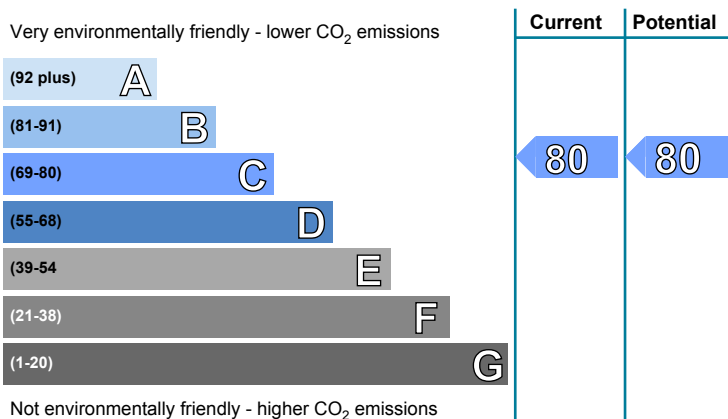 Very environmentally friendly - lower CO2 emissions
Current
Potential
(92 plus) A
(81-91) B
(69-80) C
80
80
(55-68) D
(39-54 E
(21-38) F
(1-20) G
Not environmentally friendly - higher CO2 emissions